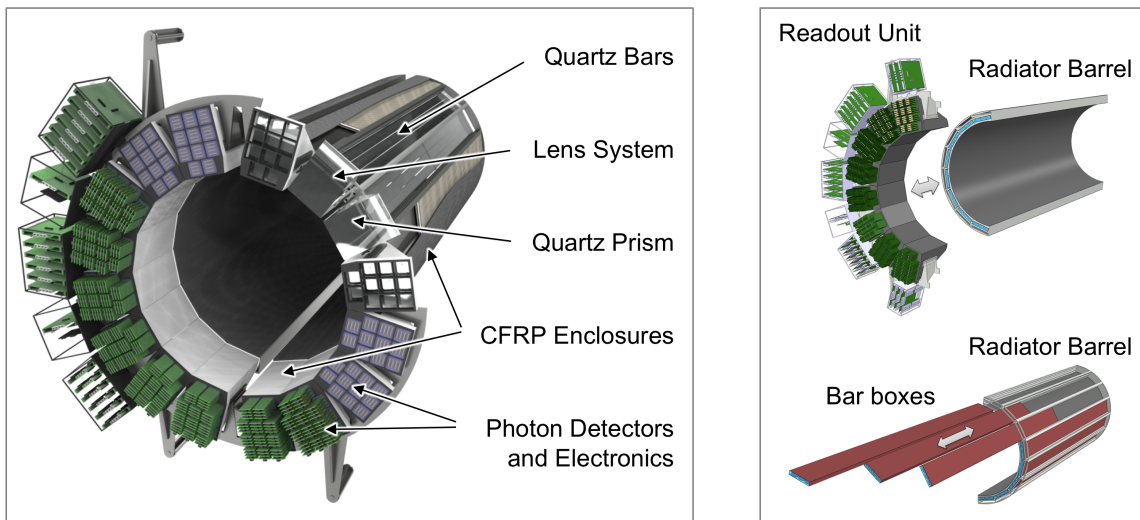 Quartz Bars
Lens System
Quartz Prism
CFRP Enclosures
Photon Detectors
and Electronics
Readout Unit
Radiator Barrel
Radiator Barrel
Bar boxes